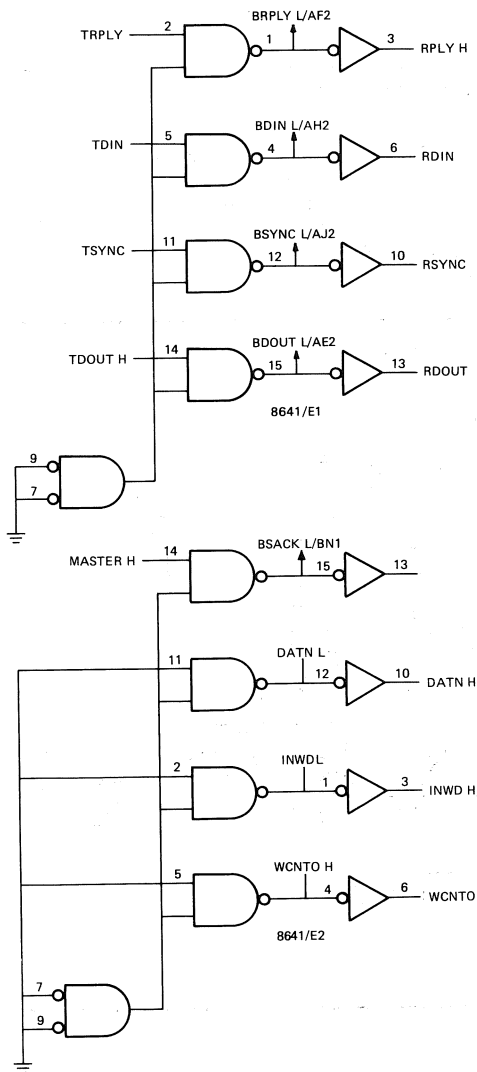 BRPLY L/AF2
TRPLY 2 1 3 RPLY H
BDIN L/AH2
TDIN 5 4 6 RDIN
BSYNC L/AJ2
TSYNC 11 12 10 RSYNC
BDOUT L/AE2
TDOUT H 14 15 13 RDOUT
8641/E1
9
7
BSACK L/BN1
MASTER H 14 15 13
DATN L
11 12 10 DATN H
INWDL
2 1 3 INWD H
WCNTO H
5 4 6 WCNTO
8641/E2
7
9